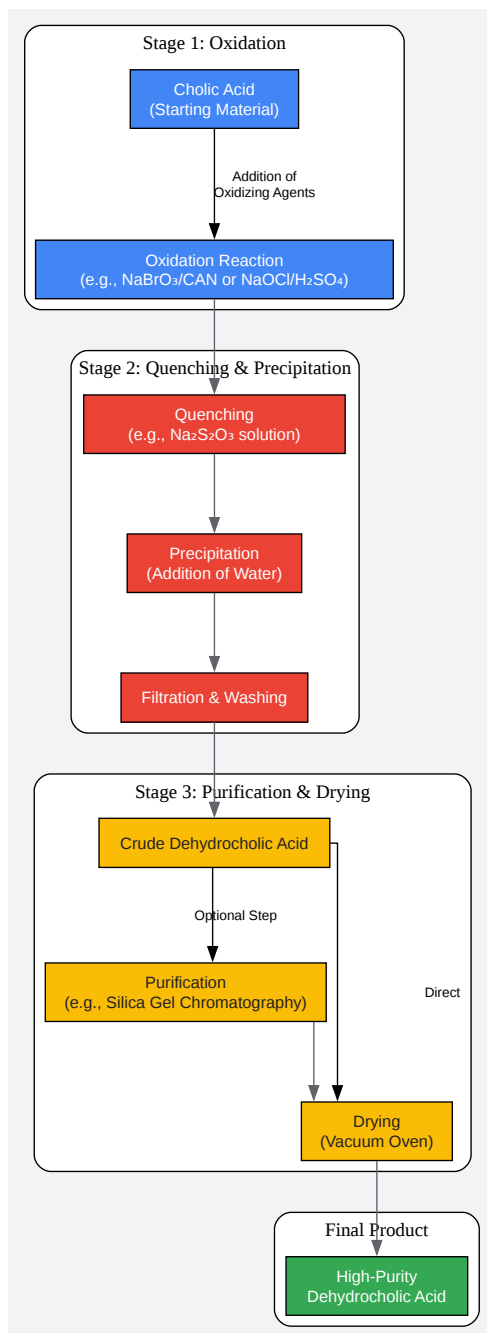 Stage 1: Oxidation
Cholic Acid
(Starting Material)
Addition of
Oxidizing Agents
Oxidation Reaction
(e.g., NaBrO₃/CAN or NaOCl/H₂SO₄)
Stage 2: Quenching & Precipitation
Quenching
(e.g., Na₂S₂O₃ solution)
Precipitation
(Addition of Water)
Filtration & Washing
Stage 3: Purification & Drying
Crude Dehydrocholic Acid
Optional Step
Purification
(e.g., Silica Gel Chromatography)
Direct
Drying
(Vacuum Oven)
Final Product
High-Purity
Dehydrocholic Acid